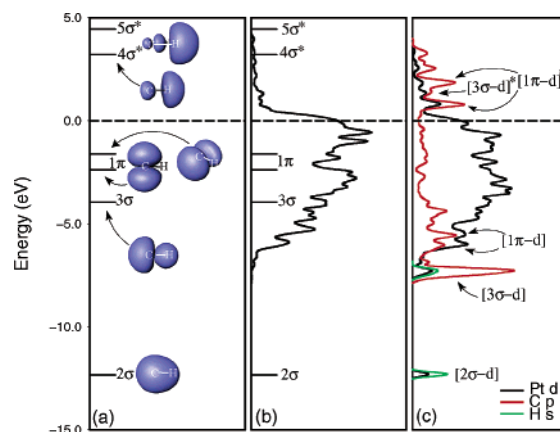 5.0
0.0
−5.0
−10.0
−15.0
Energy (eV)
5σ*
4σ*
C H
C H
1π
C H
C H
3σ
C H
2σ
C H
(a)
5σ*
4σ*
1π
3σ
2σ
(b)
[1π−d]*
[3σ−d]*
[1π−d]
[3σ−d]
[2σ−d]
(c)
Pt d
C p
H s